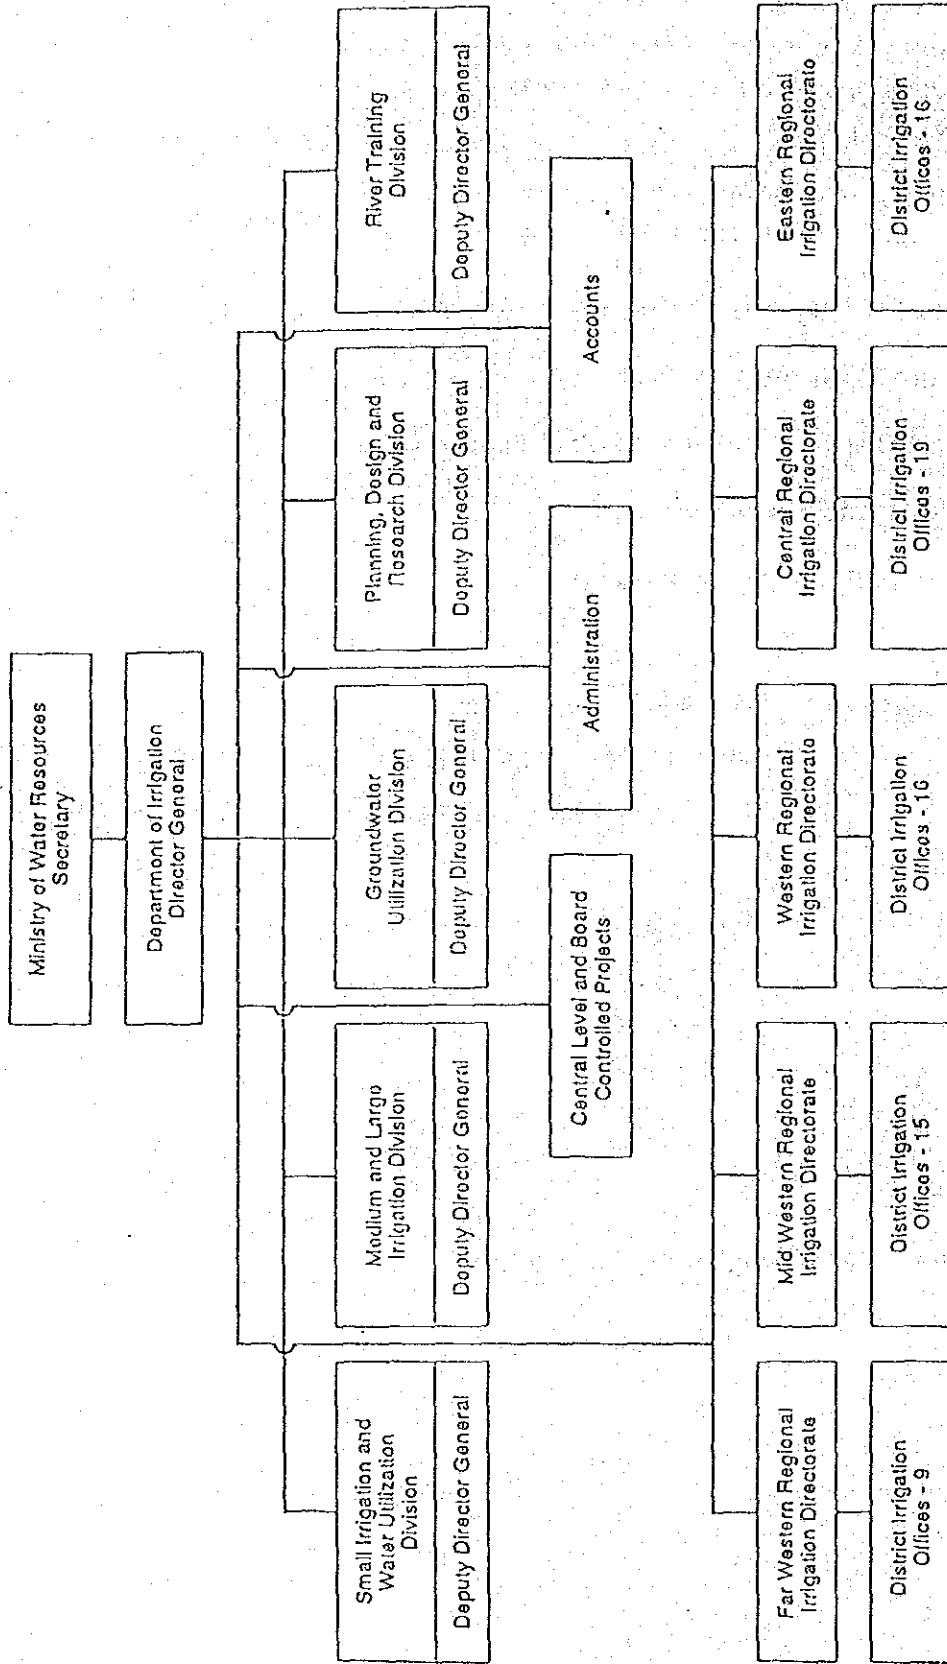 Ministry of Water Resources
Secretary
Department of Irrigation
Director General
Small Irrigation and
Water Utilization
Division
Deputy Director General
Medium and Large
Irrigation Division
Deputy Director General
Groundwater
Utilization Division
Deputy Director General
Planning, Design and
Research Division
Deputy Director General
River Training
Division
Deputy Director General
Central Level and Board
Controlled Projects
Administration
Accounts
Far Western Regional
Irrigation Directorate
Mid Western Regional
Irrigation Directorate
Western Regional
Irrigation Directorate
Central Regional
Irrigation Directorate
Eastern Regional
Irrigation Directorate
District Irrigation
Offices - 9
District Irrigation
Offices - 15
District Irrigation
Offices - 16
District Irrigation
Offices - 19
District Irrigation
Offices - 16